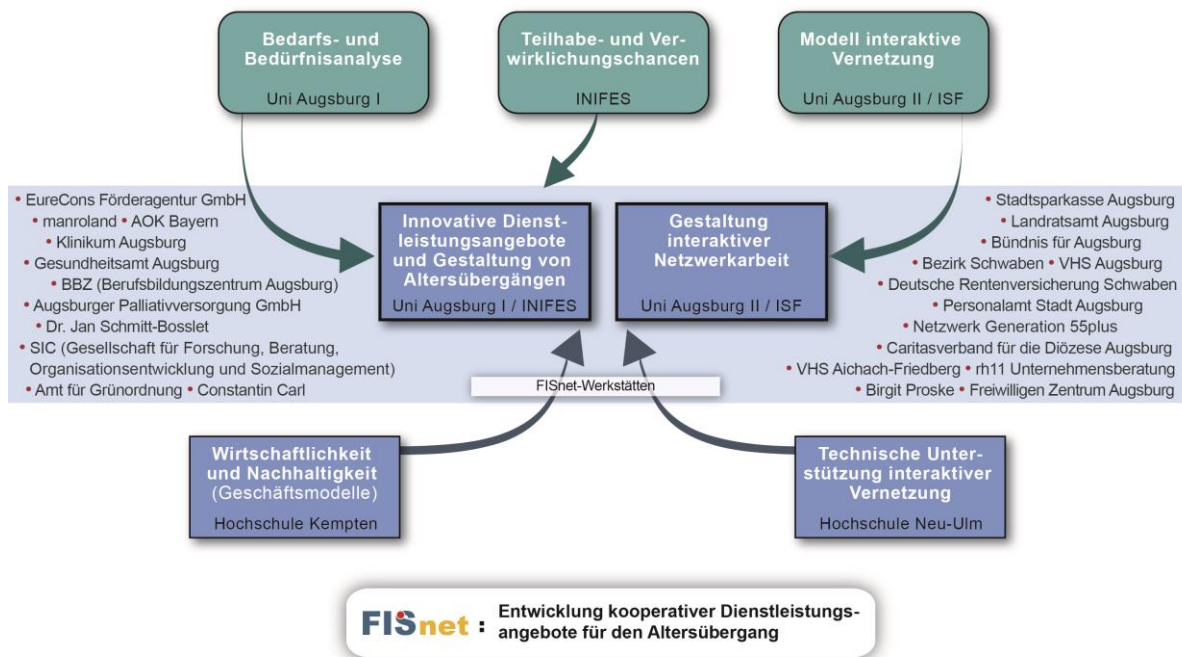 Bedarfs- und
Bedürfnisanalyse
Uni Augsburg I
Teilhabe- und Ver-
wirklichungschancen
INIFES
Modell interaktive
Vernetzung
Uni Augsburg II / ISF
• EureCons Förderagentur GmbH
• manroland • AOK Bayern
• Klinikum Augsburg
• Gesundheitsamt Augsburg
• BBZ (Berufsbildungszentrum Augsburg)
• Augsburger Palliativversorgung GmbH
• Dr. Jan Schmitt-Bosslet
• SIC (Gesellschaft für Forschung, Beratung,
Organisationsentwicklung und Sozialmanagement)
• Amt für Grünordnung • Constantin Carl
Innovative Dienst-
leistungsangebote
und Gestaltung von
Altersübergängen
Uni Augsburg I / INIFES
Gestaltung
interaktiver
Netzwerkarbeit
Uni Augsburg II / ISF
• Stadtsparkasse Augsburg
• Landratsamt Augsburg
• Bündnis für Augsburg
• Bezirk Schwaben • VHS Augsburg
• Deutsche Rentenversicherung Schwaben
• Personalamt Stadt Augsburg
• Netzwerk Generation 55plus
• Caritasverband für die Diözese Augsburg
• VHS Aichach-Friedberg • rh11 Unternehmensberatung
• Birgit Proske • Freiwilligen Zentrum Augsburg
FISnet-Werkstätten
Wirtschaftlichkeit
und Nachhaltigkeit
(Geschäftsmodelle)
Hochschule Kempten
Technische Unter-
stützung interaktiver
Vernetzung
Hochschule Neu-Ulm
FISnet : Entwicklung kooperativer Dienstleistungs-
angebote für den Altersübergang